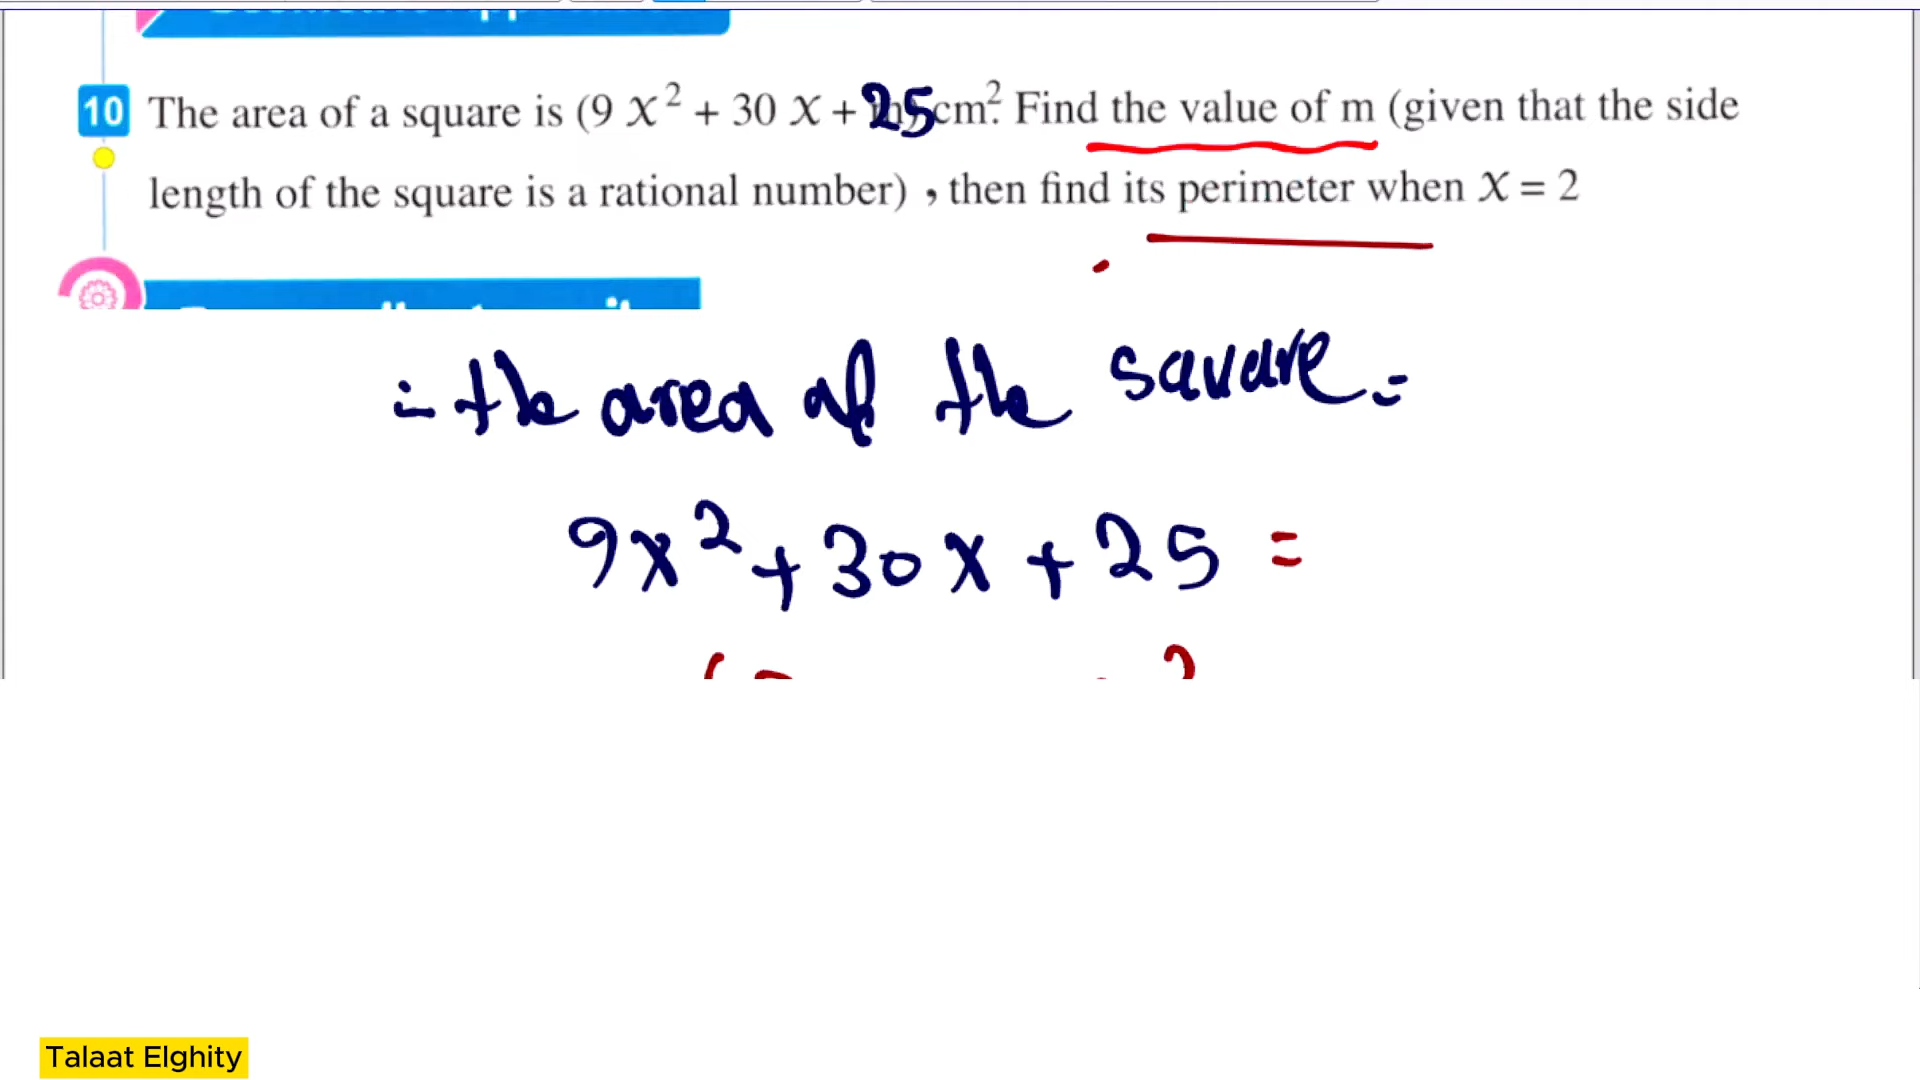 10 The area of a square is (9 X² + 30 X + 25 cm². Find the value of m (given that the side
length of the square is a rational number) , then find its perimeter when X = 2
∴ the area of the square =
9x² + 30x + 25 =
Talaat Elghity